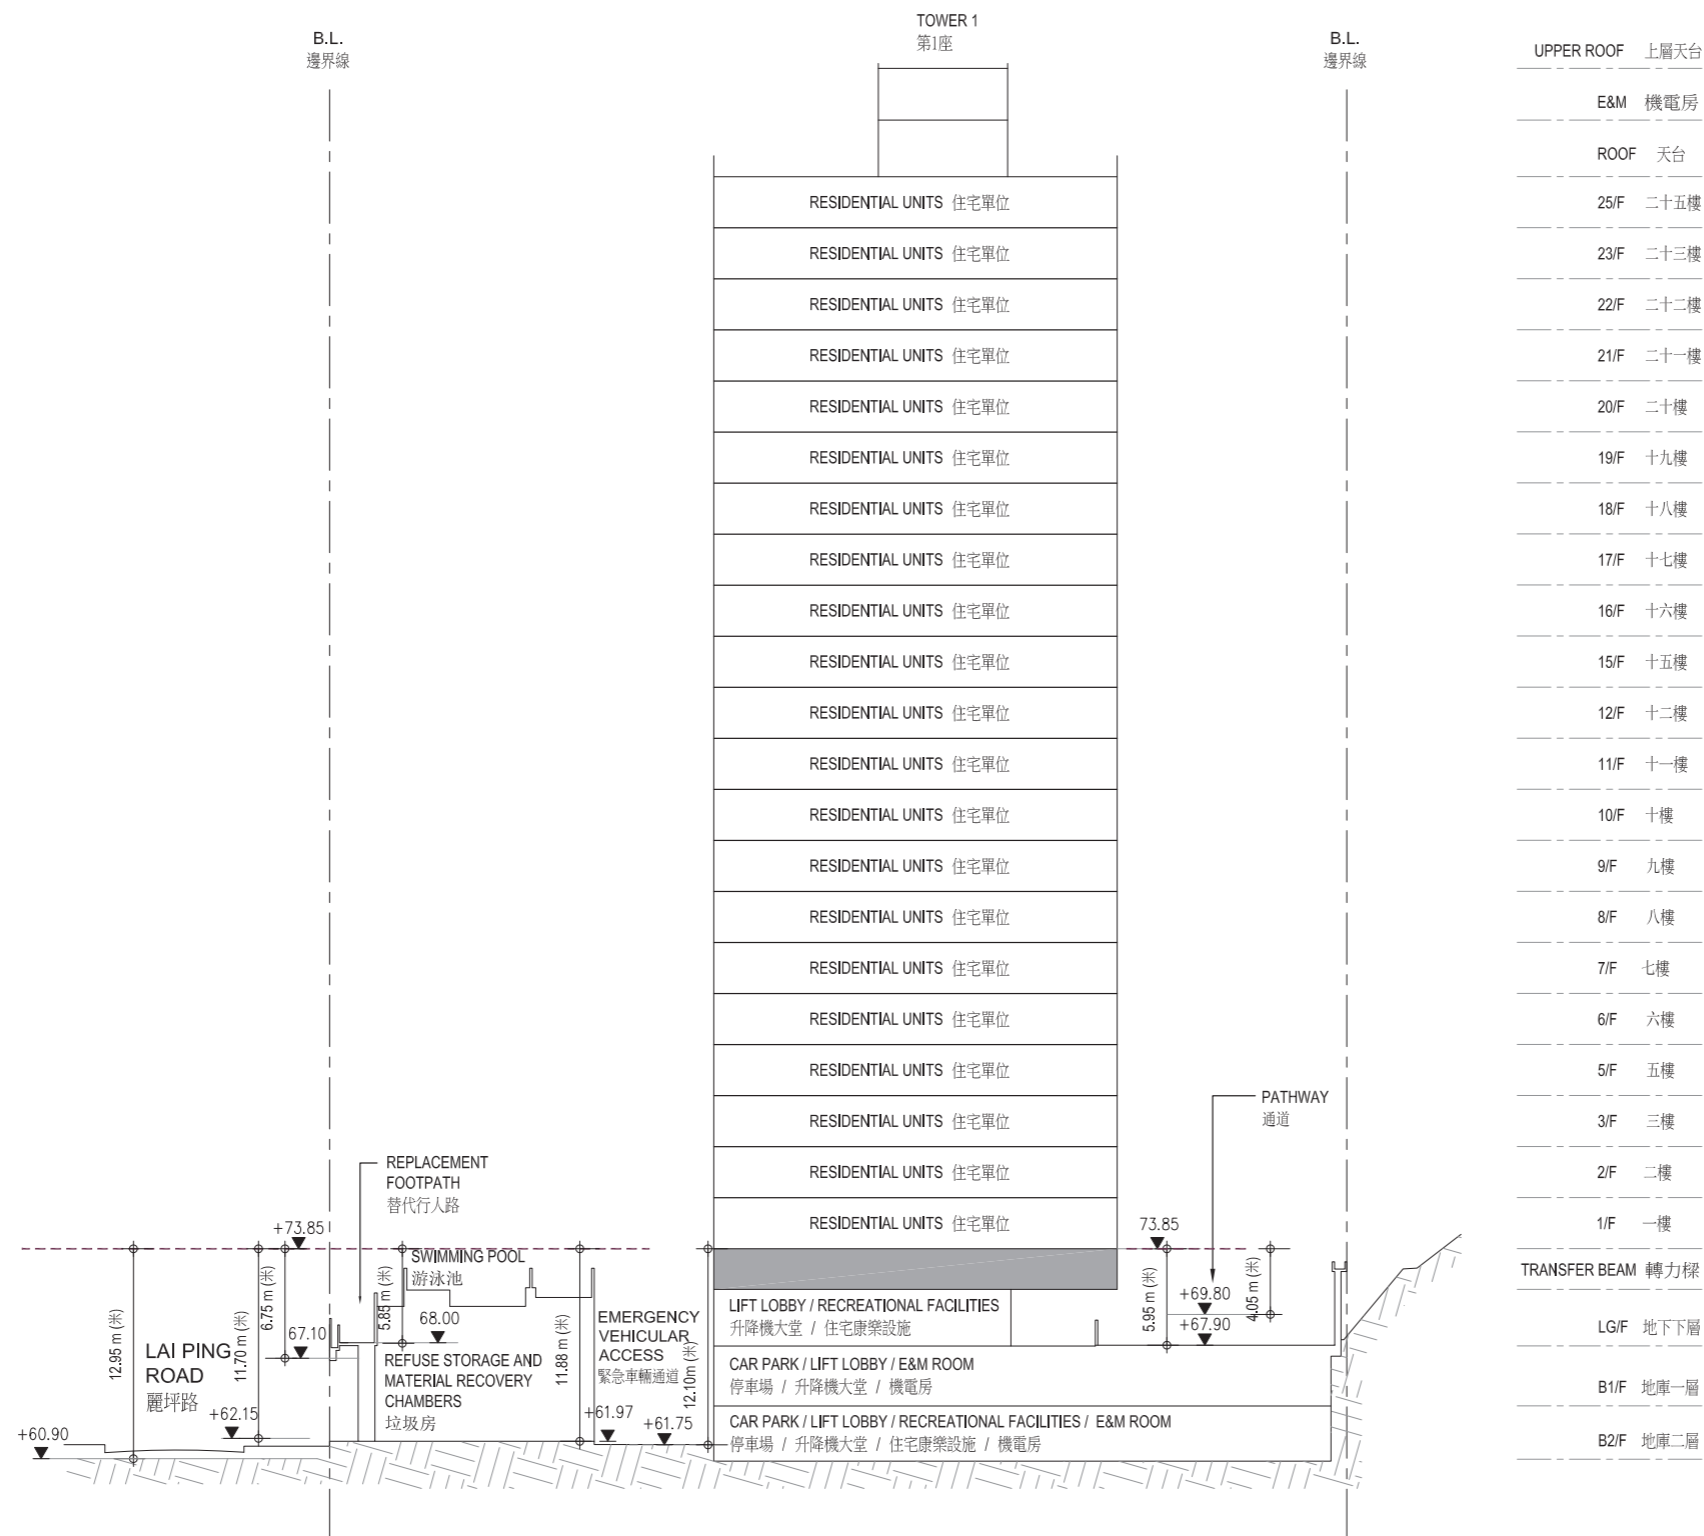 TOWER 1
第1座
B.L.
邊界線
B.L.
邊界線
UPPER ROOF 上層天台
E&M 機電房
ROOF 天台
RESIDENTIAL UNITS 住宅單位
25/F 二十五樓
RESIDENTIAL UNITS 住宅單位
23/F 二十三樓
RESIDENTIAL UNITS 住宅單位
22/F 二十二樓
RESIDENTIAL UNITS 住宅單位
21/F 二十一樓
RESIDENTIAL UNITS 住宅單位
20/F 二十樓
RESIDENTIAL UNITS 住宅單位
19/F 十九樓
RESIDENTIAL UNITS 住宅單位
18/F 十八樓
RESIDENTIAL UNITS 住宅單位
17/F 十七樓
RESIDENTIAL UNITS 住宅單位
16/F 十六樓
RESIDENTIAL UNITS 住宅單位
15/F 十五樓
RESIDENTIAL UNITS 住宅單位
12/F 十二樓
RESIDENTIAL UNITS 住宅單位
11/F 十一樓
RESIDENTIAL UNITS 住宅單位
10/F 十樓
RESIDENTIAL UNITS 住宅單位
9/F 九樓
RESIDENTIAL UNITS 住宅單位
8/F 八樓
RESIDENTIAL UNITS 住宅單位
7/F 七樓
RESIDENTIAL UNITS 住宅單位
6/F 六樓
RESIDENTIAL UNITS 住宅單位
5/F 五樓
RESIDENTIAL UNITS 住宅單位
3/F 三樓
RESIDENTIAL UNITS 住宅單位
2/F 二樓
RESIDENTIAL UNITS 住宅單位
1/F 一樓
PATHWAY
通道
REPLACEMENT
FOOTPATH
替代行人路
+73.85
73.85
SWIMMING POOL
游泳池
TRANSFER BEAM 轉力樑
12.95 m (米)
11.70 m (米)
6.75 m (米)
5.85 m (米)
11.88 m (米)
12.10m (米)
5.95 m (米)
4.05 m (米)
+69.80
+67.90
67.10
68.00
LAI PING
ROAD
麗坪路
EMERGENCY
VEHICULAR
ACCESS
緊急車輛通道
REFUSE STORAGE AND
MATERIAL RECOVERY
CHAMBERS
垃圾房
LIFT LOBBY / RECREATIONAL FACILITIES
升降機大堂 / 住宅康樂設施
LG/F 地下下層
CAR PARK / LIFT LOBBY / E&M ROOM
停車場 / 升降機大堂 / 機電房
B1/F 地庫一層
CAR PARK / LIFT LOBBY / RECREATIONAL FACILITIES / E&M ROOM
停車場 / 升降機大堂 / 住宅康樂設施 / 機電房
B2/F 地庫二層
+60.90
+62.15
+61.97
+61.75